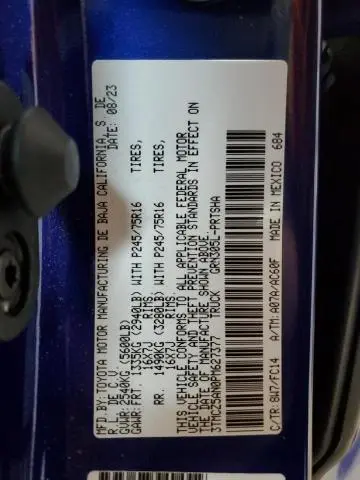 MFD.BY:TOYOTA MOTOR MANUFACTURING DE BAJA CALIFORNIA, S. DE
R. DE C.V. DATE: 08/23
GVWR:2540KG (5600LB)
GAWR:FRT. 1335KG (2940LB) WITH P245/75R16 TIRES,
16X7J RIMS,
RR. 1490KG (3280LB) WITH P245/75R16 TIRES,
16X7J RIMS,
THIS VEHICLE CONFORMS TO ALL APPLICABLE FEDERAL MOTOR
VEHICLE SAFETY AND THEFT PREVENTION STANDARDS IN EFFECT ON
THE DATE OF MANUFACTURE SHOWN ABOVE.
3TMCZ5AN0PM627377 TRUCK GRN305L-PRTSHA
C/TR:8W7/FC14 A/TM:A07A/AC60F MADE IN MEXICO 684